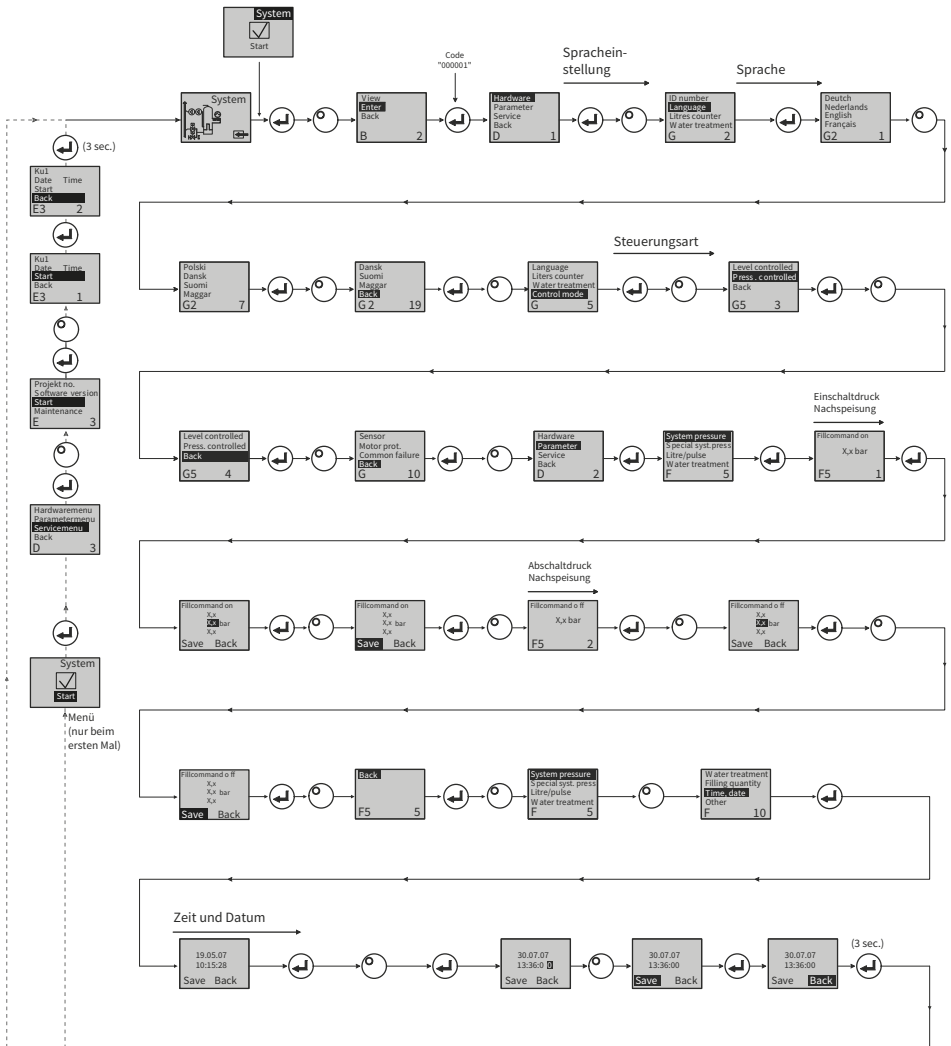 System
Start
Code
"000001"
Sprachein-
stellung
Sprache
System
View
Enter
Back
B 2
Hardware
Parameter
Service
Back
D 1
ID number
Language
Litres counter
Water treatment
G 2
Deutch
Nederlands
English
Français
G2 1
(3 sec.)
Ku1
Date Time
Start
Back
E3 2
Ku1
Date Time
Start
Back
E3 1
Projekt no.
Software version
Start
Maintenance
E 3
Hardwaremenu
Parametermenu
Servicemenu
Back
D 3
System
Start
Menü
(nur beim
ersten Mal)
Steuerungsart
Polski
Dansk
Suomi
Maggar
G2 7
Dansk
Suomi
Maggar
Back
G 2 19
Language
Liters counter
Water treatment
Control mode
G 5
Level controlled
Press. controlled
Back
G5 3
Einschaltdruck
Nachspeisung
Level controlled
Press. controlled
Back
G5 4
Sensor
Motor prot.
Common failure
Back
G 10
Hardware
Parameter
Service
Back
D 2
System pressure
Special syst.press
Litre/pulse
Water treatment
F 5
Fillcommand on
X,x bar
F5 1
Abschaltdruck
Nachspeisung
Fillcommand on
X,x
X,x bar
X,x
Save Back
Fillcommand on
X,x
X,x bar
X,x
Save Back
Fillcommand o ff
X,x bar
F5 2
Fillcommand o ff
X,x
X,x bar
X,x
Save Back
Fillcommand o ff
X,x
X,x bar
X,x
Save Back
Back
F5 5
System pressure
Special syst. press
Litre/pulse
Water treatment
F 5
Water treatment
Filling quantity
Time, date
Other
F 10
Zeit und Datum
19.05.07
10:15:28
Save Back
30.07.07
13:36:0 0
Save Back
30.07.07
13:36:00
Save Back
30.07.07
13:36:00
Save Back
(3 sec.)